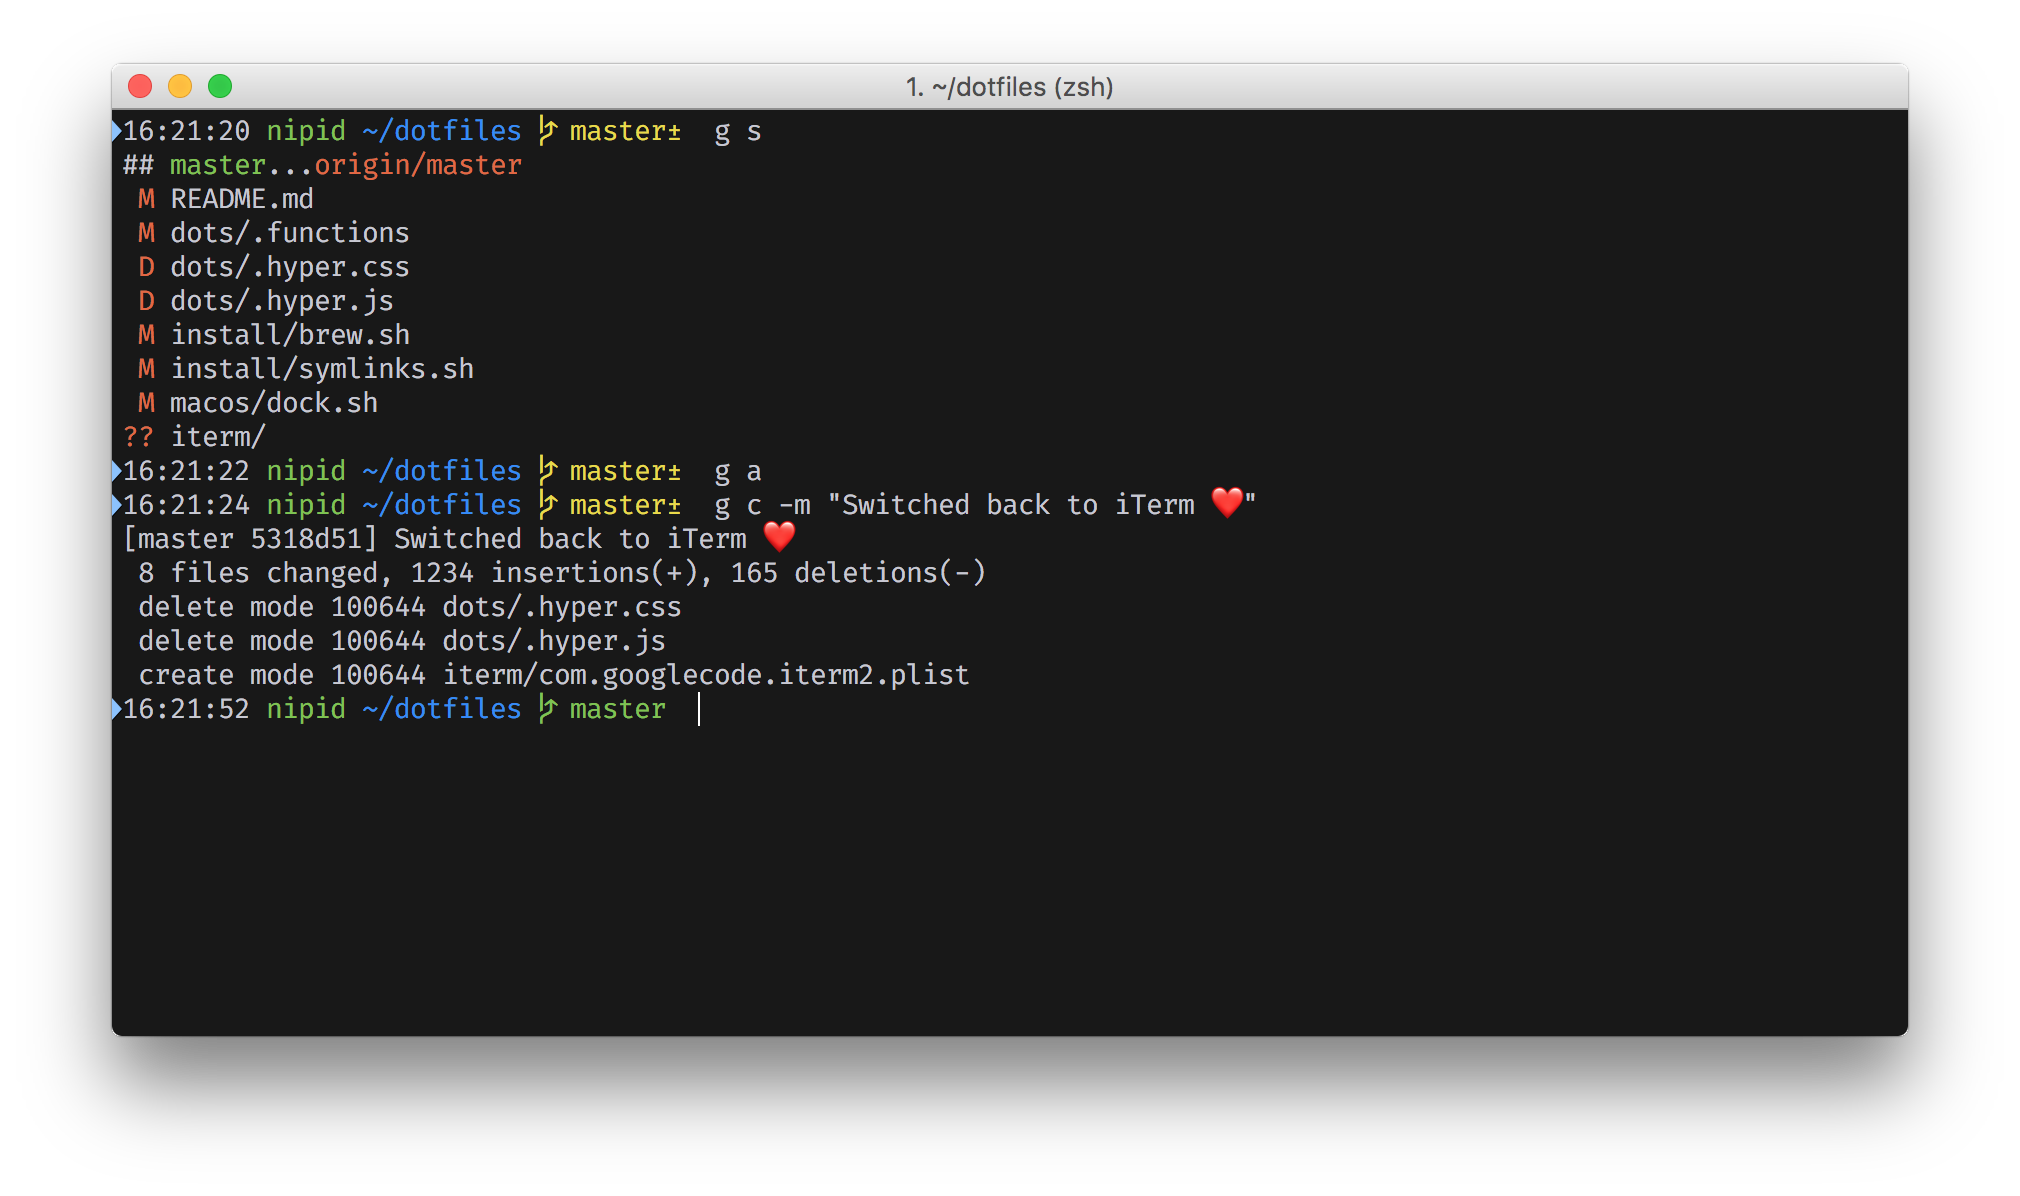 1. ~/dotfiles (zsh)
16:21:20 nipid ~/dotfiles master± g s
## master...origin/master
 M README.md
 M dots/.functions
 D dots/.hyper.css
 D dots/.hyper.js
 M install/brew.sh
 M install/symlinks.sh
 M macos/dock.sh
?? iterm/
16:21:22 nipid ~/dotfiles master± g a
16:21:24 nipid ~/dotfiles master± g c -m "Switched back to iTerm ❤️"
[master 5318d51] Switched back to iTerm ❤️
 8 files changed, 1234 insertions(+), 165 deletions(-)
 delete mode 100644 dots/.hyper.css
 delete mode 100644 dots/.hyper.js
 create mode 100644 iterm/com.googlecode.iterm2.plist
16:21:52 nipid ~/dotfiles master